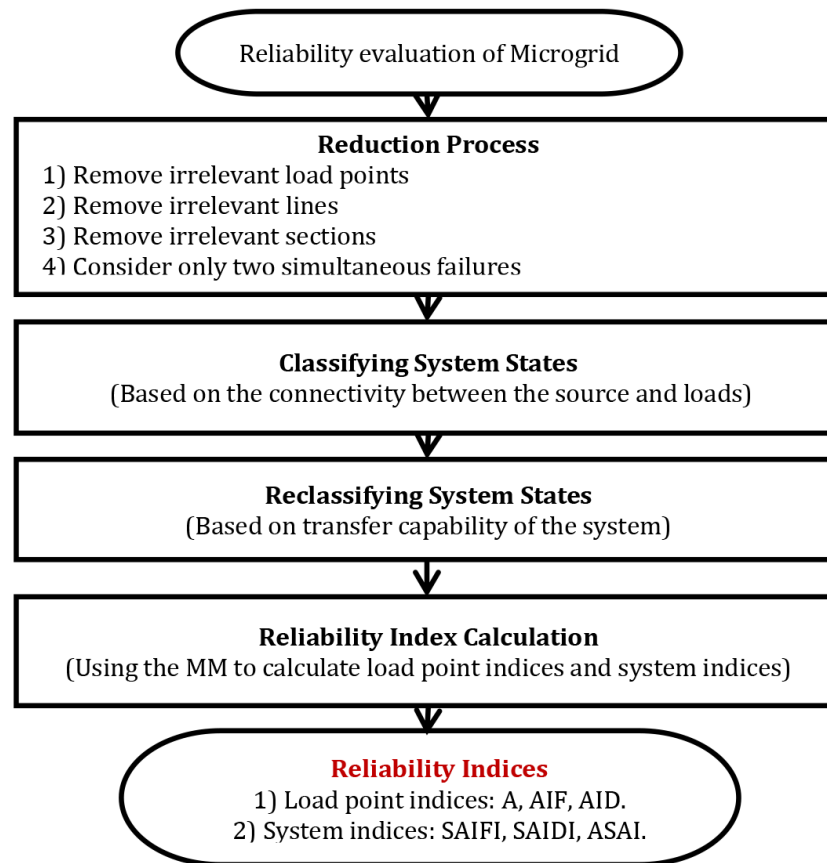 Reliability evaluation of Microgrid
Reduction Process
1) Remove irrelevant load points
2) Remove irrelevant lines
3) Remove irrelevant sections
4) Consider only two simultaneous failures
Classifying System States
(Based on the connectivity between the source and loads)
Reclassifying System States
(Based on transfer capability of the system)
Reliability Index Calculation
(Using the MM to calculate load point indices and system indices)
Reliability Indices
1) Load point indices: A, AIF, AID.
2) System indices: SAIFI, SAIDI, ASAI.